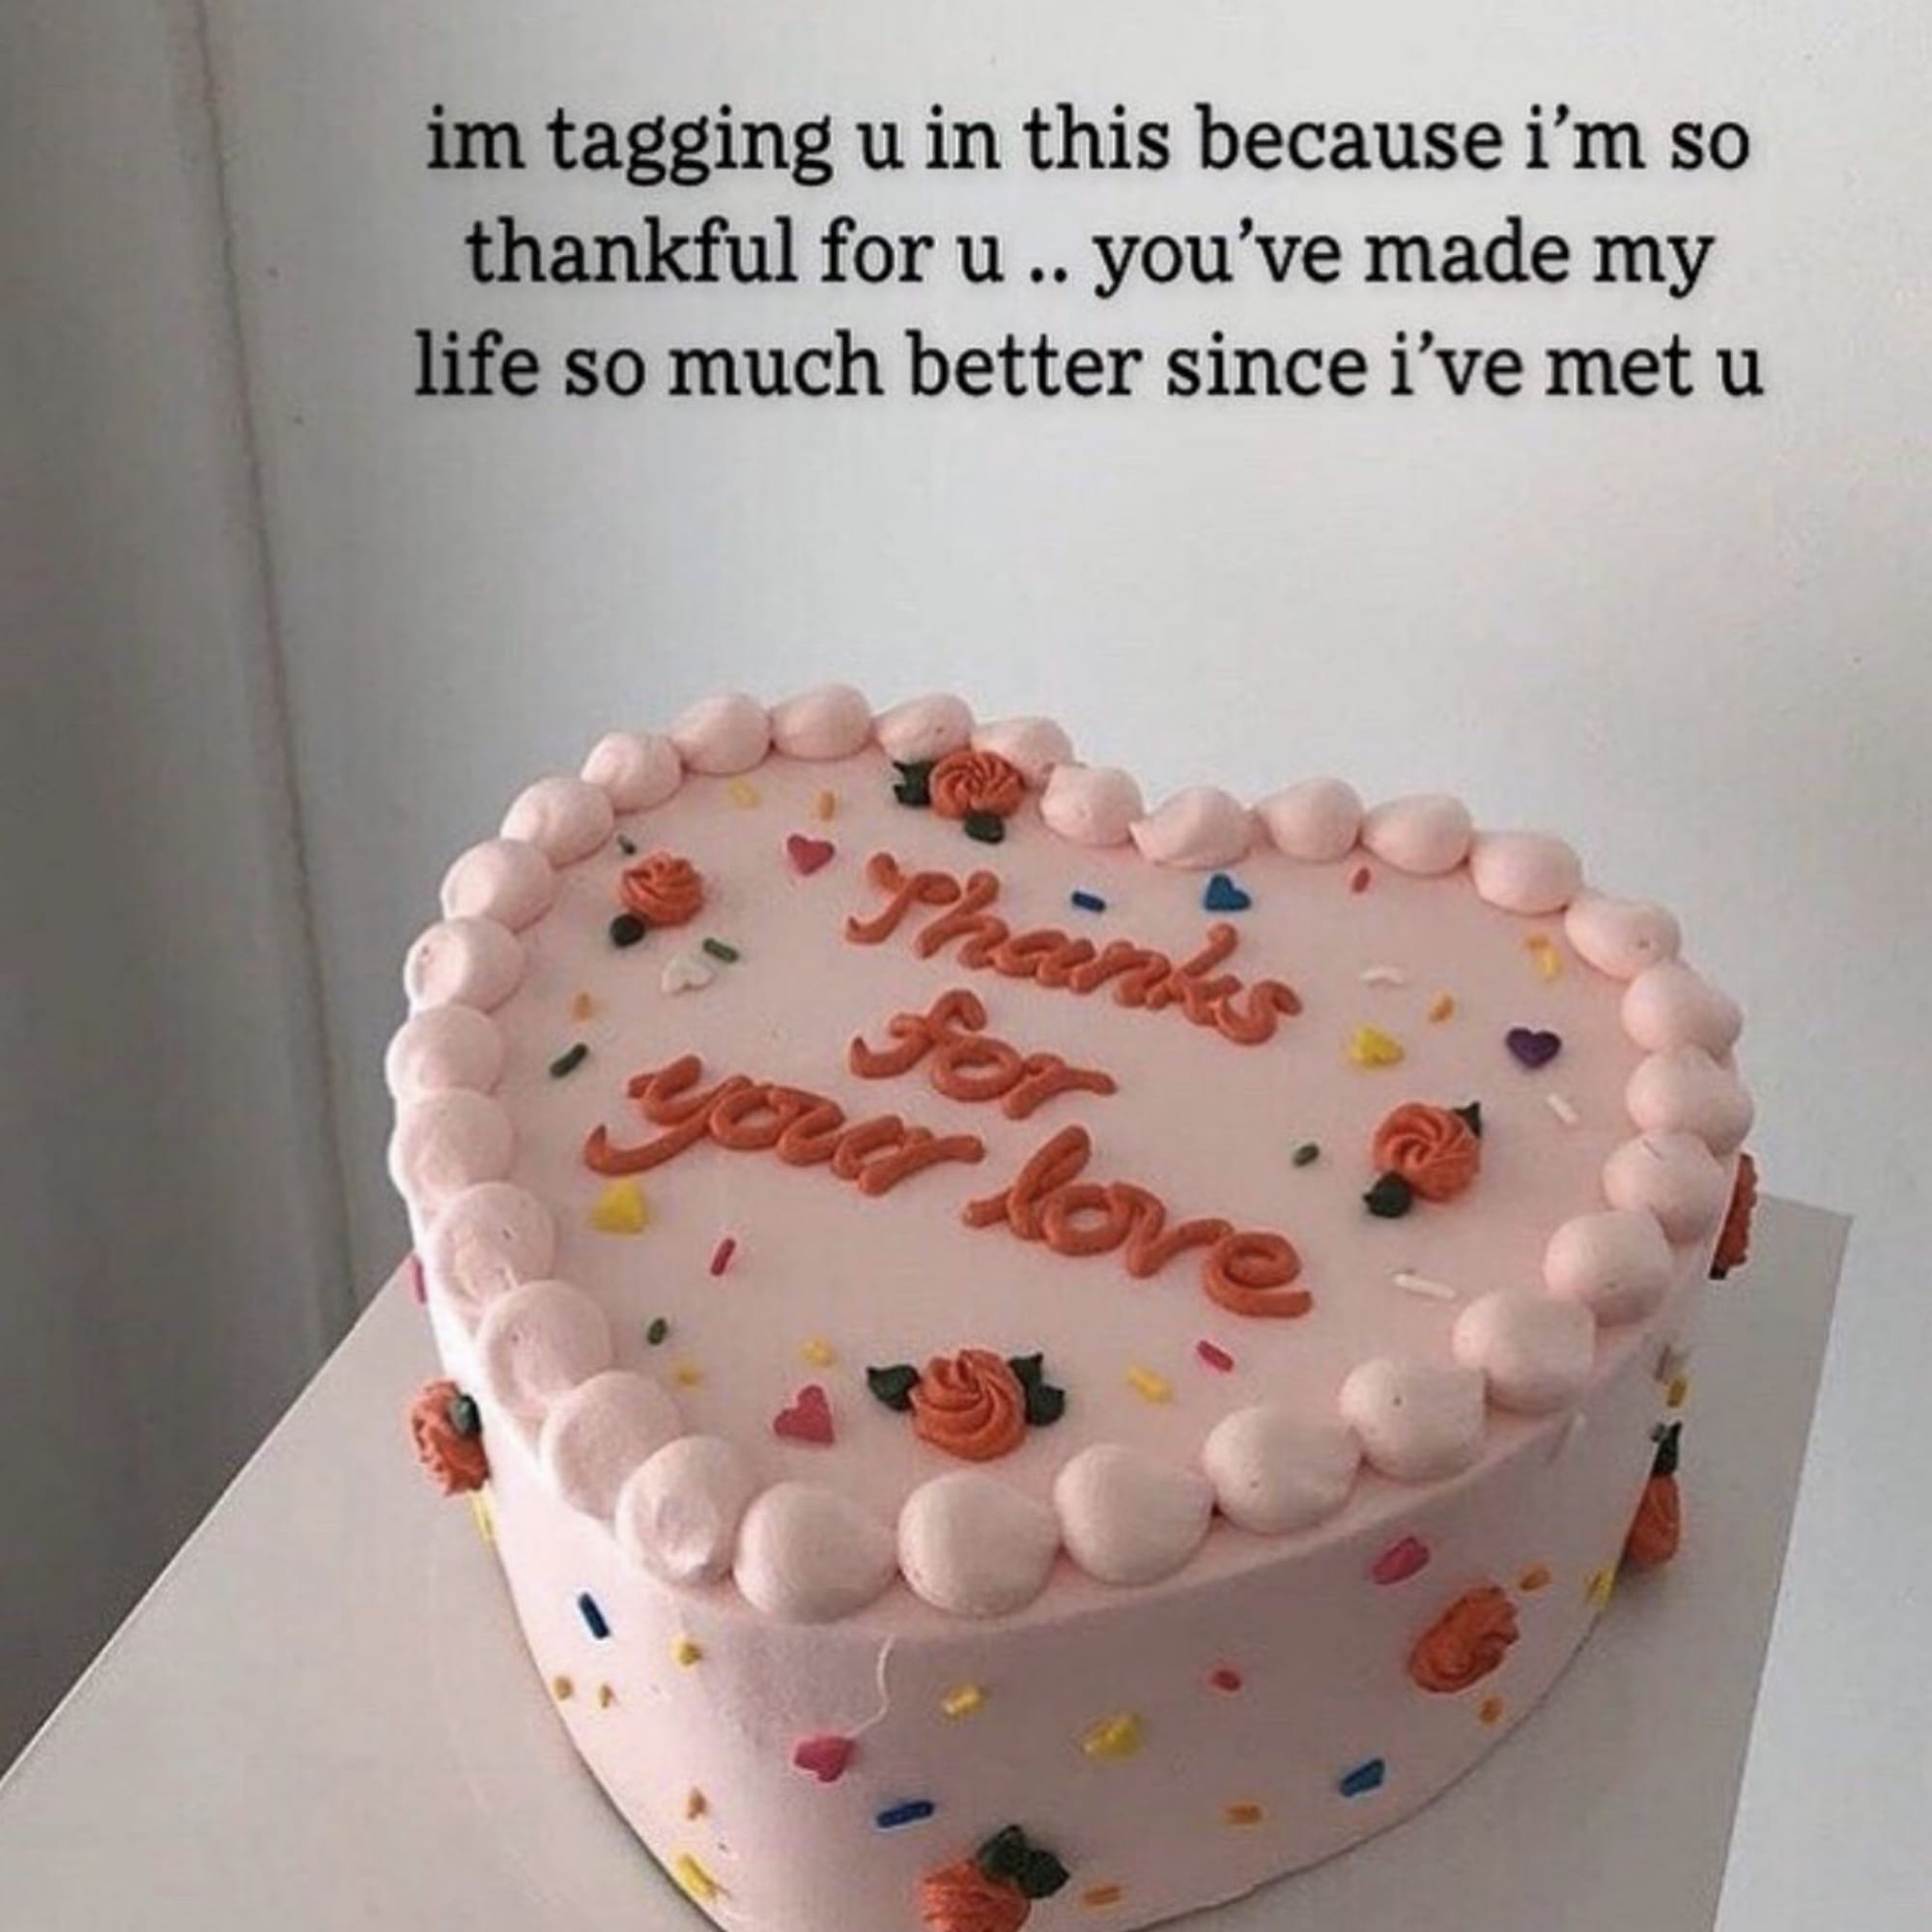 im tagging u in this because i'm so
thankful for u .. you've made my
life so much better since i've met u
Thanks
for
your love